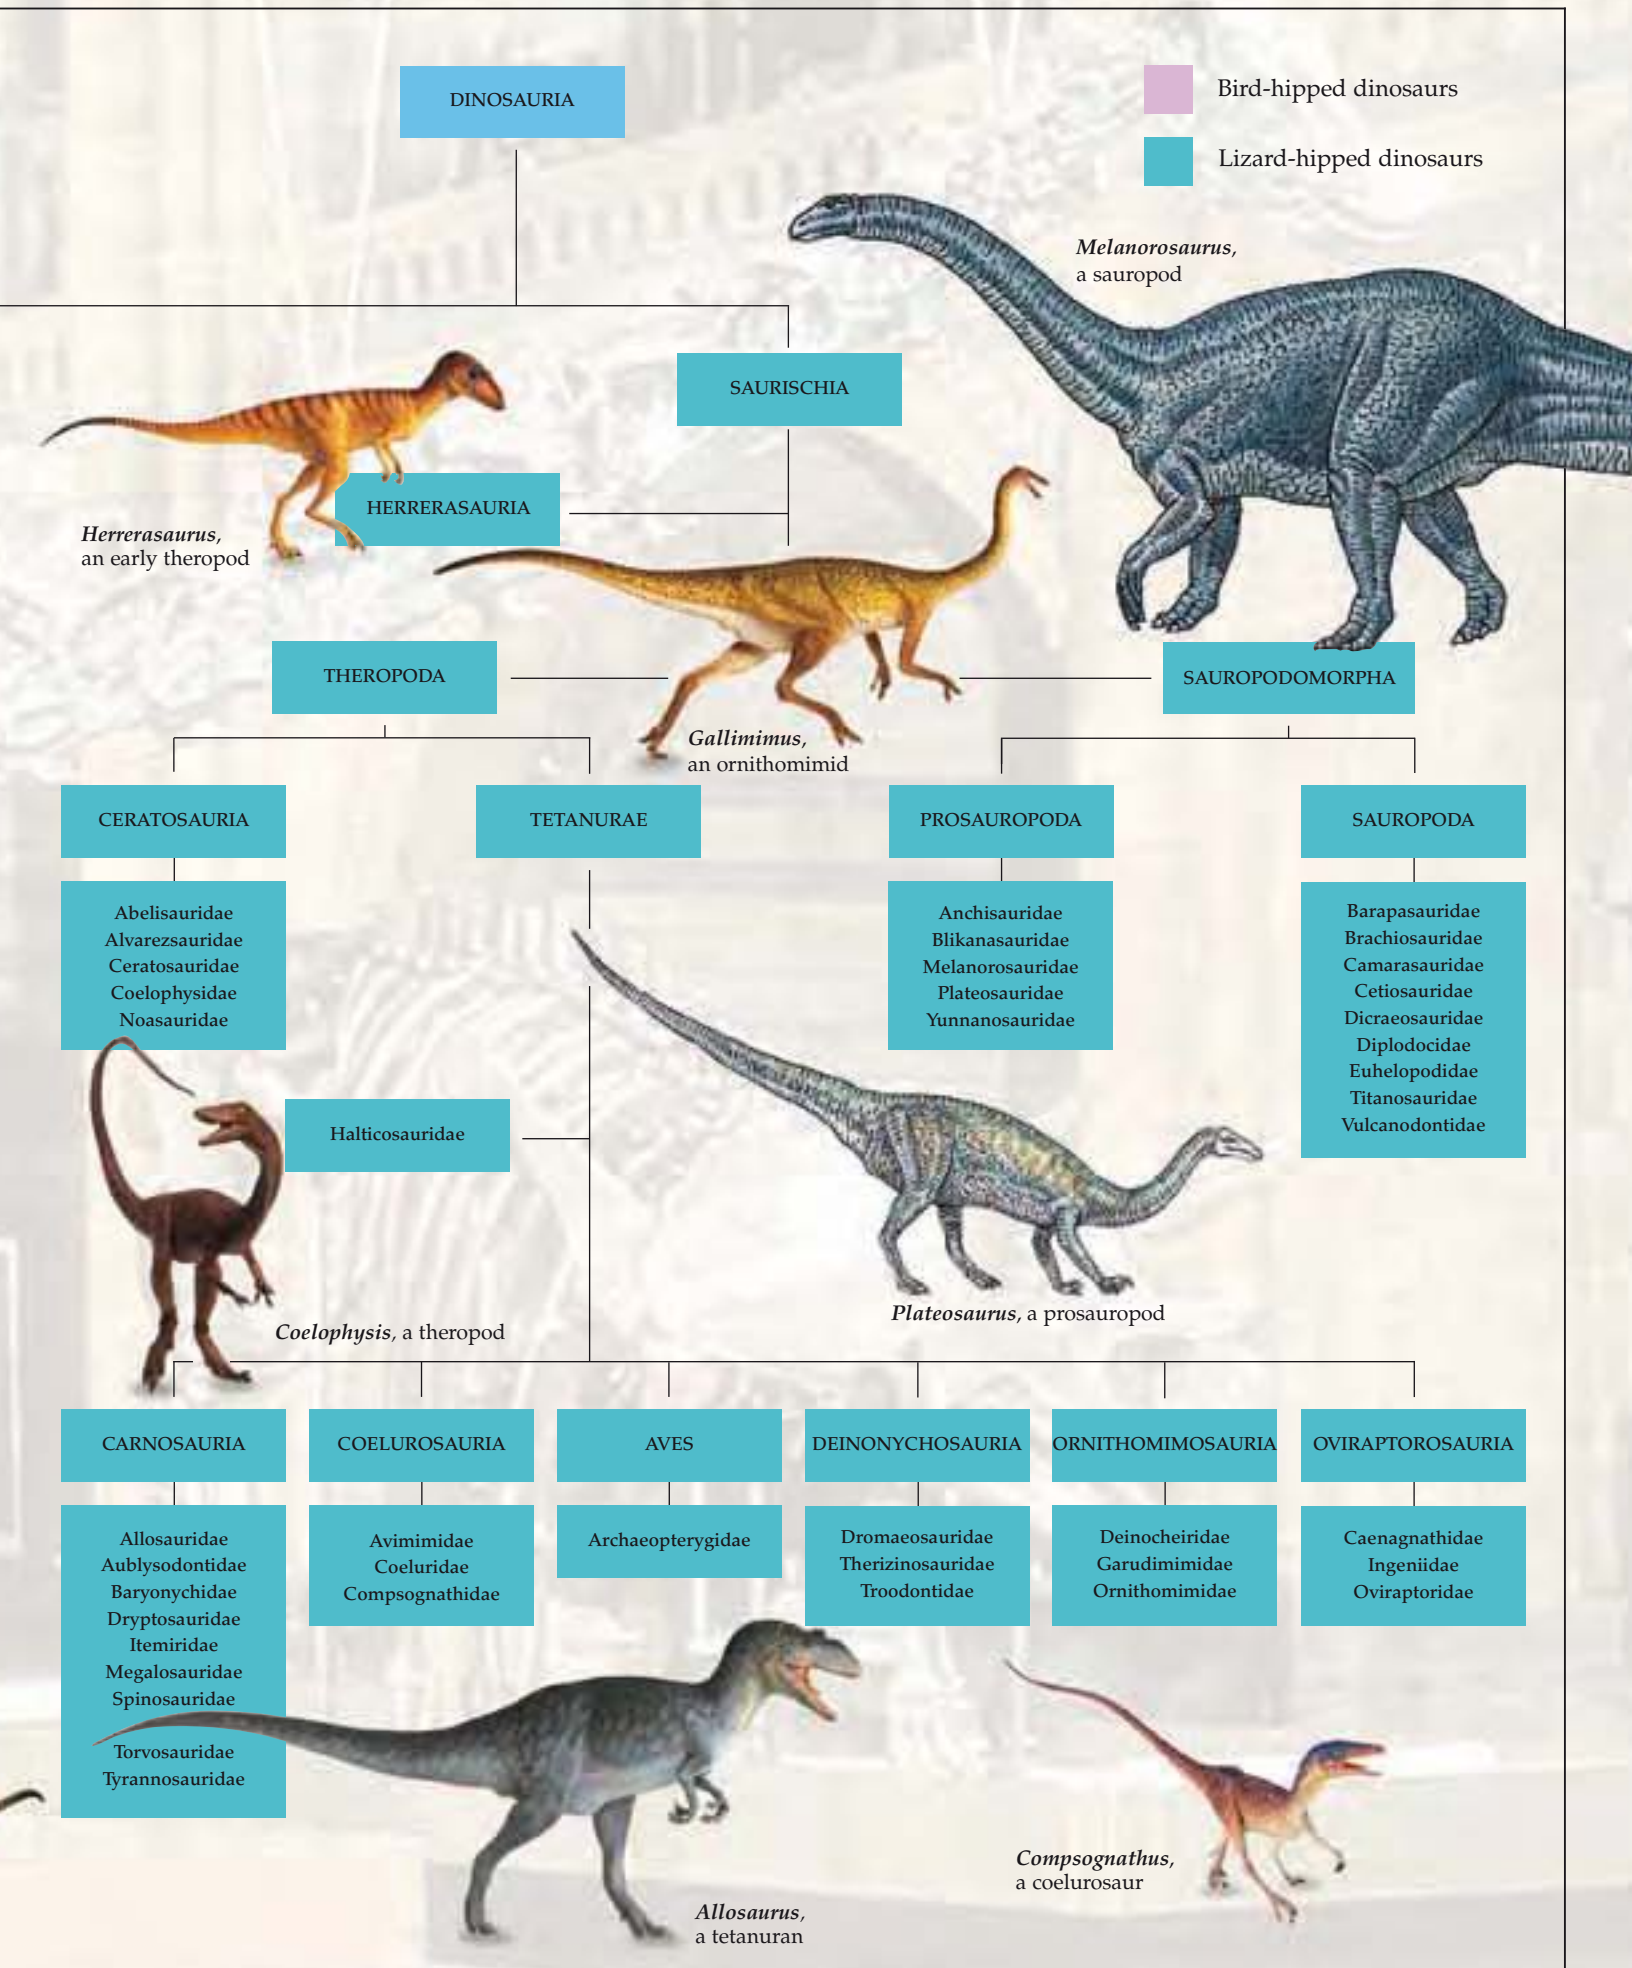 DINOSAURIA
Bird-hipped dinosaurs
Lizard-hipped dinosaurs
Melanorosaurus,
a sauropod
SAURISCHIA
HERRERASAURIA
Herrerasaurus,
an early theropod
THEROPODA
SAUROPODOMORPHA
Gallimimus,
an ornithomimid
CERATOSAURIA
TETANURAE
PROSAUROPODA
SAUROPODA
Abelisauridae
Alvarezsauridae
Ceratosauridae
Coelophysidae
Noasauridae
Anchisauridae
Blikanasauridae
Melanorosauridae
Plateosauridae
Yunnanosauridae
Barapasauridae
Brachiosauridae
Camarasauridae
Cetiosauridae
Dicraeosauridae
Diplodocidae
Euhelopodidae
Titanosauridae
Vulcanodontidae
Halticosauridae
Plateosaurus, a prosauropod
Coelophysis, a theropod
CARNOSAURIA
COELUROSAURIA
AVES
DEINONYCHOSAURIA
ORNITHOMIMOSAURIA
OVIRAPTOROSAURIA
Allosauridae
Aublysodontidae
Baryonychidae
Dryptosauridae
Itemiridae
Megalosauridae
Spinosauridae
Torvosauridae
Tyrannosauridae
Avimimidae
Coeluridae
Compsognathidae
Archaeopterygidae
Dromaeosauridae
Therizinosauridae
Troodontidae
Deinocheiridae
Garudimimidae
Ornithomimidae
Caenagnathidae
Ingeniidae
Oviraptoridae
Compsognathus,
a coelurosaur
Allosaurus,
a tetanuran